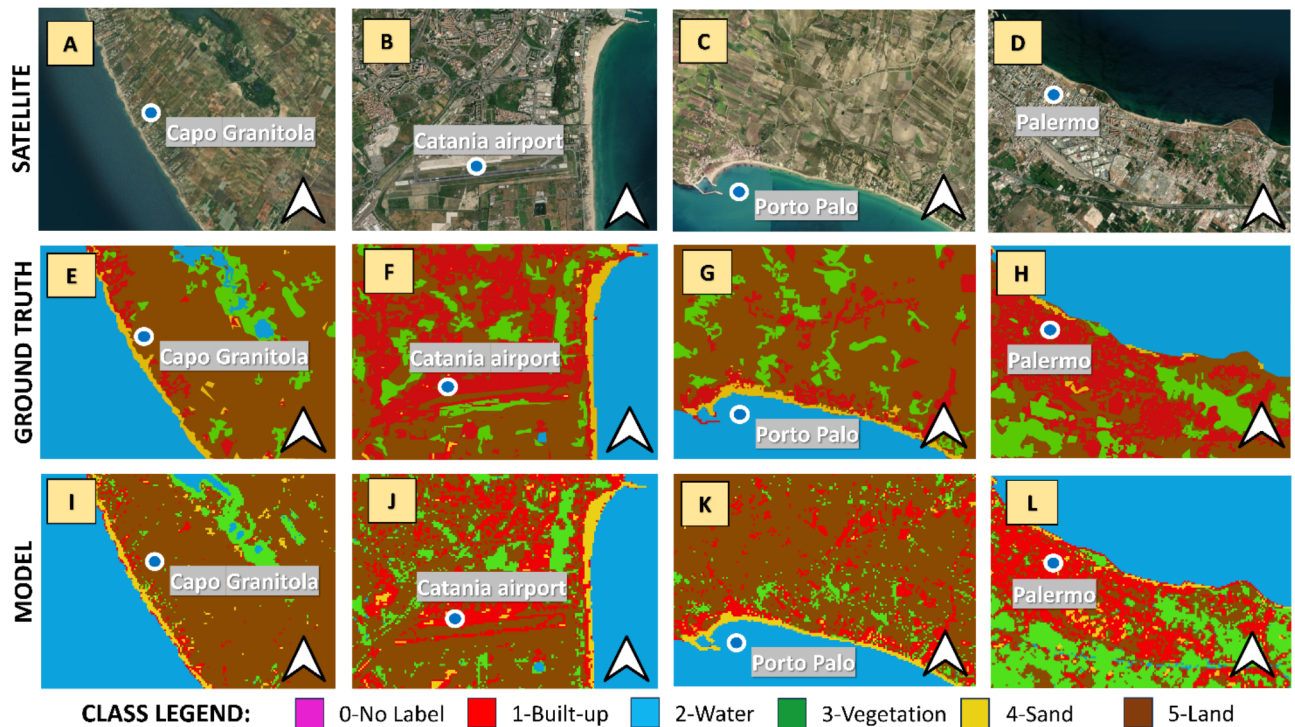 SATELLITE
A
B
C
D
Capo Granitola
Catania airport
Porto Palo
Palermo
GROUND TRUTH
E
F
G
H
Capo Granitola
Catania airport
Porto Palo
Palermo
MODEL
I
J
K
L
Capo Granitola
Catania airport
Porto Palo
Palermo
CLASS LEGEND: 0-No Label 1-Built-up 2-Water 3-Vegetation 4-Sand 5-Land